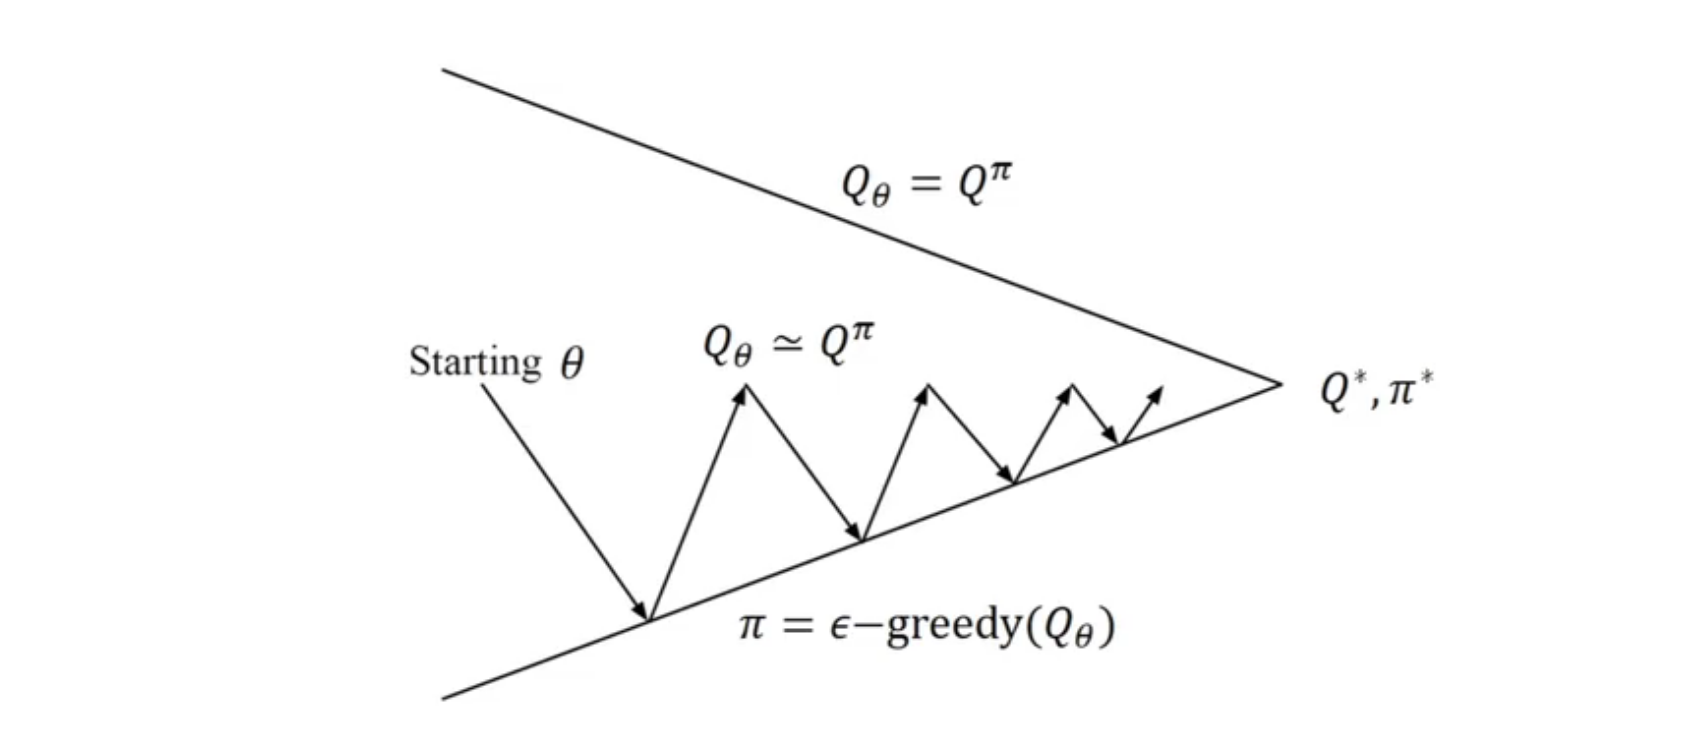 Q_θ = Q^π
Starting θ
Q_θ ≃ Q^π
Q*, π*
π = ϵ−greedy(Q_θ)